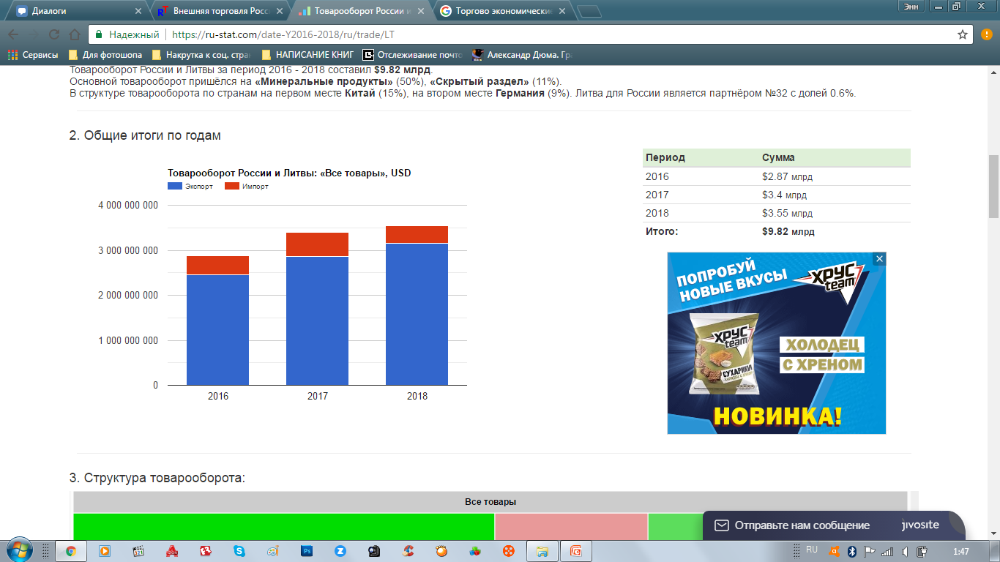 Диалоги
Внешняя торговля Росс
Товарооборот России и
Торгово экономические
Энн
Надежный
https://ru-stat.com/date-Y2016-2018/ru/trade/LT
Сервисы
Для фотошопа
Накрутка к соц. стра
НАПИСАНИЕ КНИГ
Отслеживание почто
Александр Дюма. Гра
Товарооборот России и Литвы за период 2016 - 2018 составил $9.82 млрд.
Основной товарооборот пришёлся на «Минеральные продукты» (50%), «Скрытый раздел» (11%).
В структуре товарооборота по странам на первом месте Китай (15%), на втором месте Германия (9%). Литва для России является партнёром №32 с долей 0.6%.
2. Общие итоги по годам
Товарооборот России и Литвы: «Все товары», USD
Экспорт Импорт
4 000 000 000
3 000 000 000
2 000 000 000
1 000 000 000
0
2016 2017 2018
Период Сумма
2016 $2.87 млрд
2017 $3.4 млрд
2018 $3.55 млрд
Итого: $9.82 млрд
ПОПРОБУЙ
НОВЫЕ ВКУСЫ
ХРУС
team
ХРУС
team
СУХАРИКИ
ХОЛОДЕЦ
С ХРЕНОМ
НОВИНКА!
3. Структура товарооборота:
Все товары
Отправьте нам сообщение
jivosite
RU
1:47